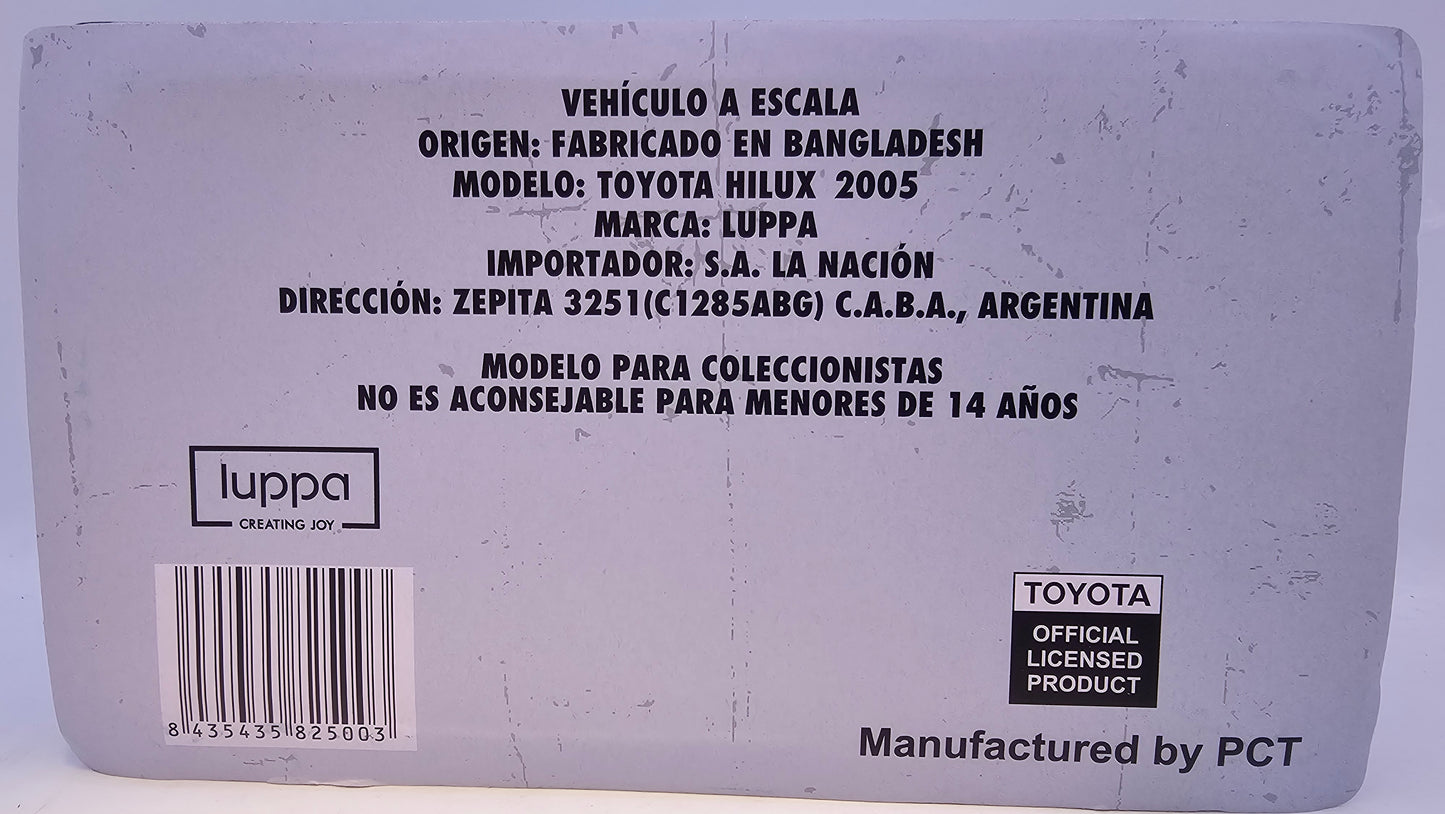 VEHÍCULO A ESCALA
ORIGEN: FABRICADO EN BANGLADESH
MODELO: TOYOTA HILUX 2005
MARCA: LUPPA
IMPORTADOR: S.A. LA NACIÓN
DIRECCIÓN: ZEPITA 3251(C1285ABG) C.A.B.A., ARGENTINA
MODELO PARA COLECCIONISTAS
NO ES ACONSEJABLE PARA MENORES DE 14 AÑOS
luppa
CREATING JOY
8 435435 825003
TOYOTA
OFFICIAL
LICENSED
PRODUCT
Manufactured by PCT